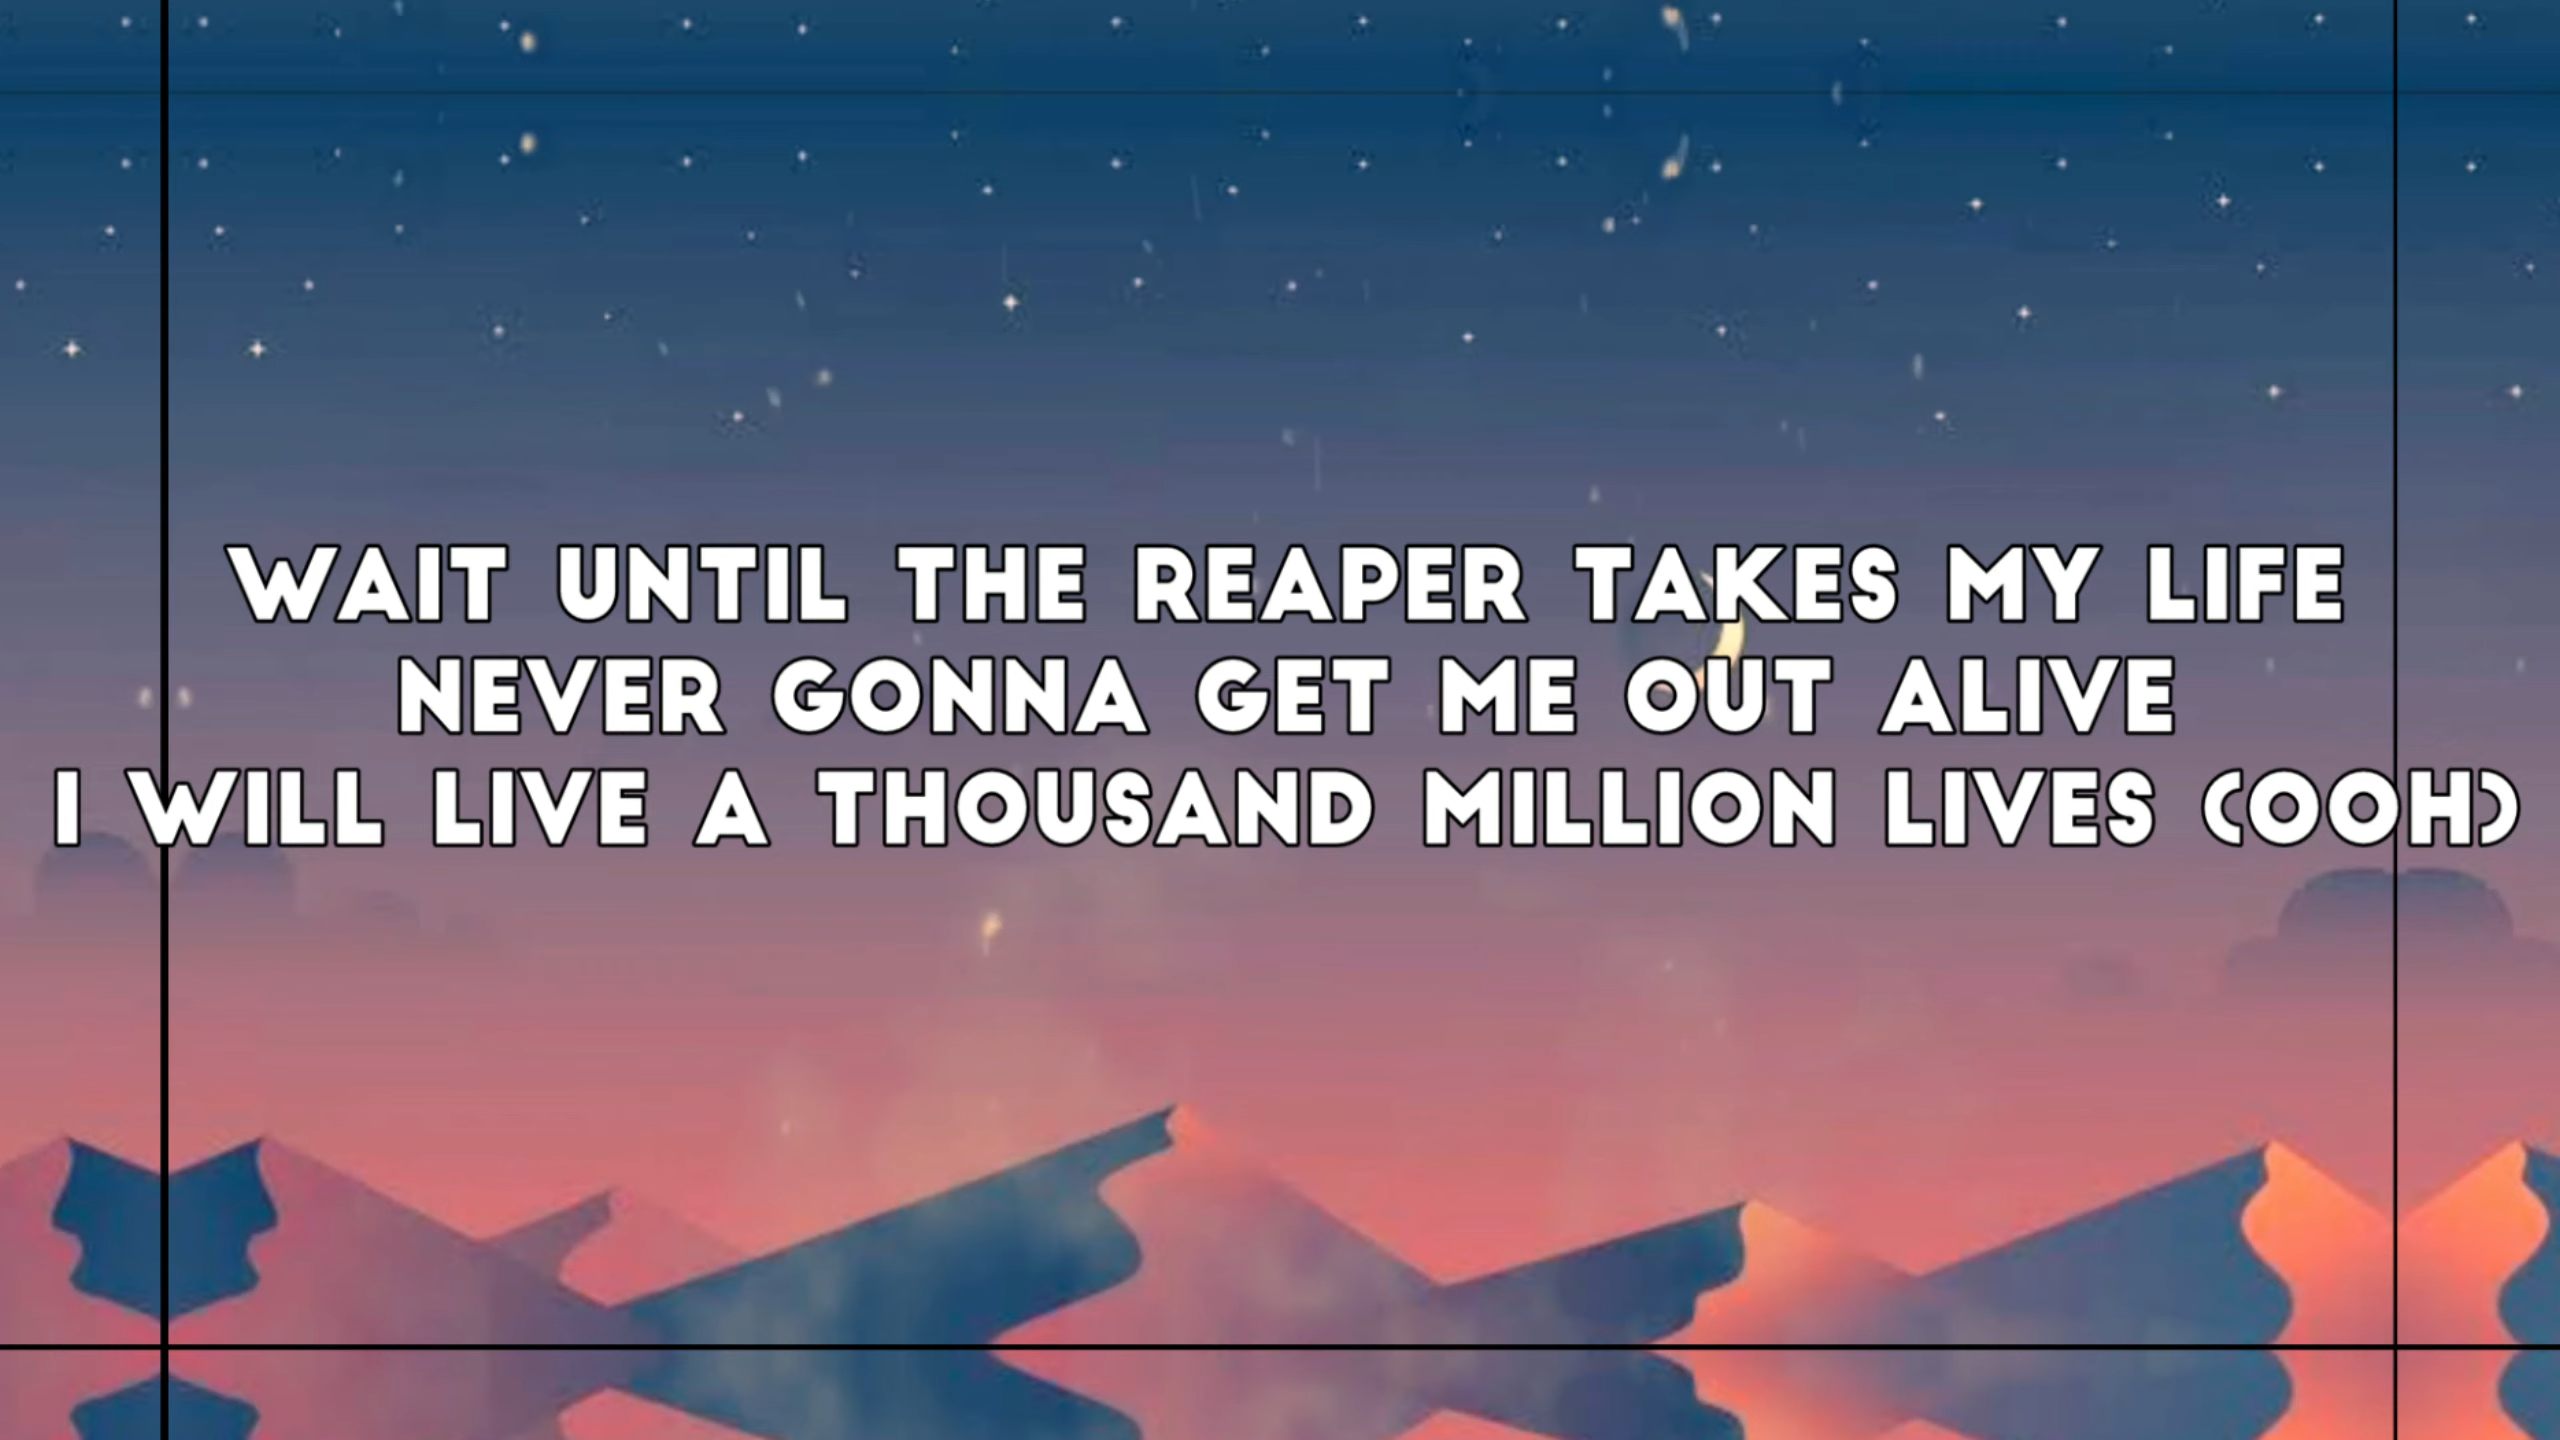 WAIT UNTIL THE REAPER TAKES MY LIFE
NEVER GONNA GET ME OUT ALIVE
I WILL LIVE A THOUSAND MILLION LIVES (OOH)